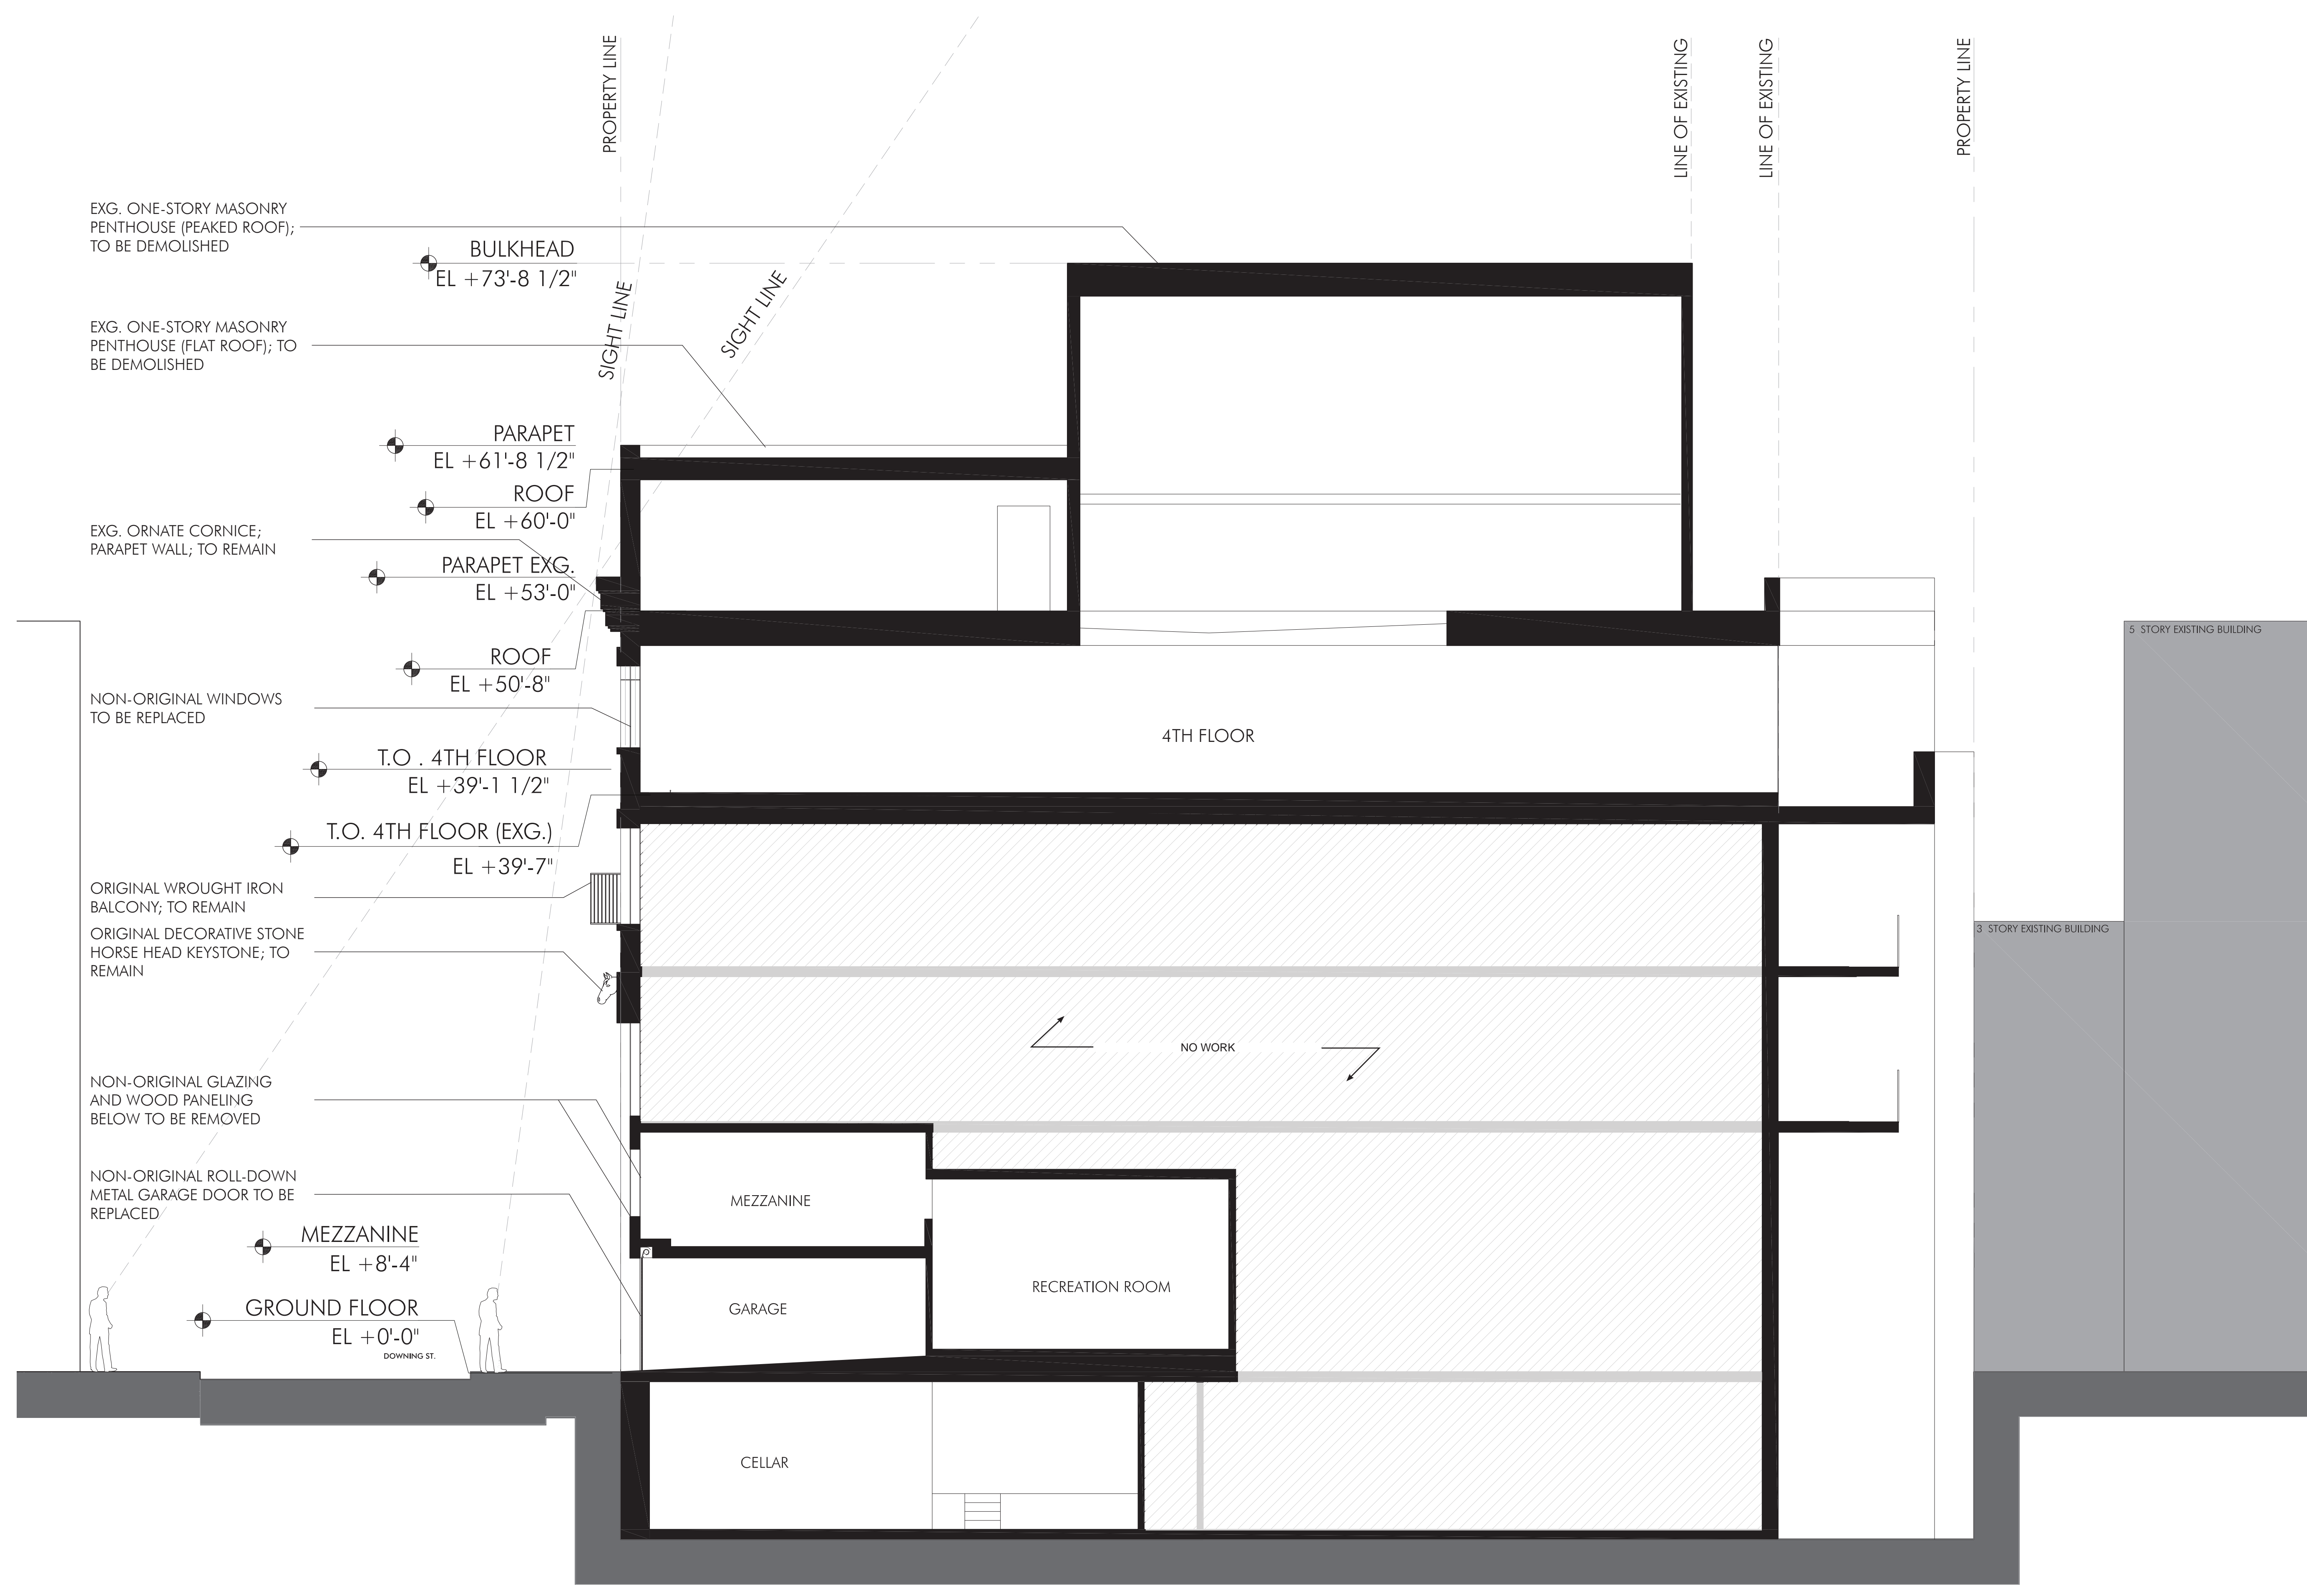 PROPERTY LINE
LINE OF EXISTING
LINE OF EXISTING
PROPERTY LINE
EXG. ONE-STORY MASONRY
PENTHOUSE (PEAKED ROOF);
TO BE DEMOLISHED
BULKHEAD
EL +73'-8 1/2"
SIGHT LINE
SIGHT LINE
EXG. ONE-STORY MASONRY
PENTHOUSE (FLAT ROOF); TO
BE DEMOLISHED
PARAPET
EL +61'-8 1/2"
ROOF
EL +60'-0"
EXG. ORNATE CORNICE;
PARAPET WALL; TO REMAIN
PARAPET EXG.
EL +53'-0"
ROOF
EL +50'-8"
NON-ORIGINAL WINDOWS
TO BE REPLACED
T.O . 4TH FLOOR
EL +39'-1 1/2"
T.O. 4TH FLOOR (EXG.)
EL +39'-7"
ORIGINAL WROUGHT IRON
BALCONY; TO REMAIN
ORIGINAL DECORATIVE STONE
HORSE HEAD KEYSTONE; TO
REMAIN
NON-ORIGINAL GLAZING
AND WOOD PANELING
BELOW TO BE REMOVED
NON-ORIGINAL ROLL-DOWN
METAL GARAGE DOOR TO BE
REPLACED
MEZZANINE
EL +8'-4"
GROUND FLOOR
EL +0'-0"
DOWNING ST.
4TH FLOOR
NO WORK
MEZZANINE
RECREATION ROOM
GARAGE
CELLAR
5 STORY EXISTING BUILDING
3 STORY EXISTING BUILDING